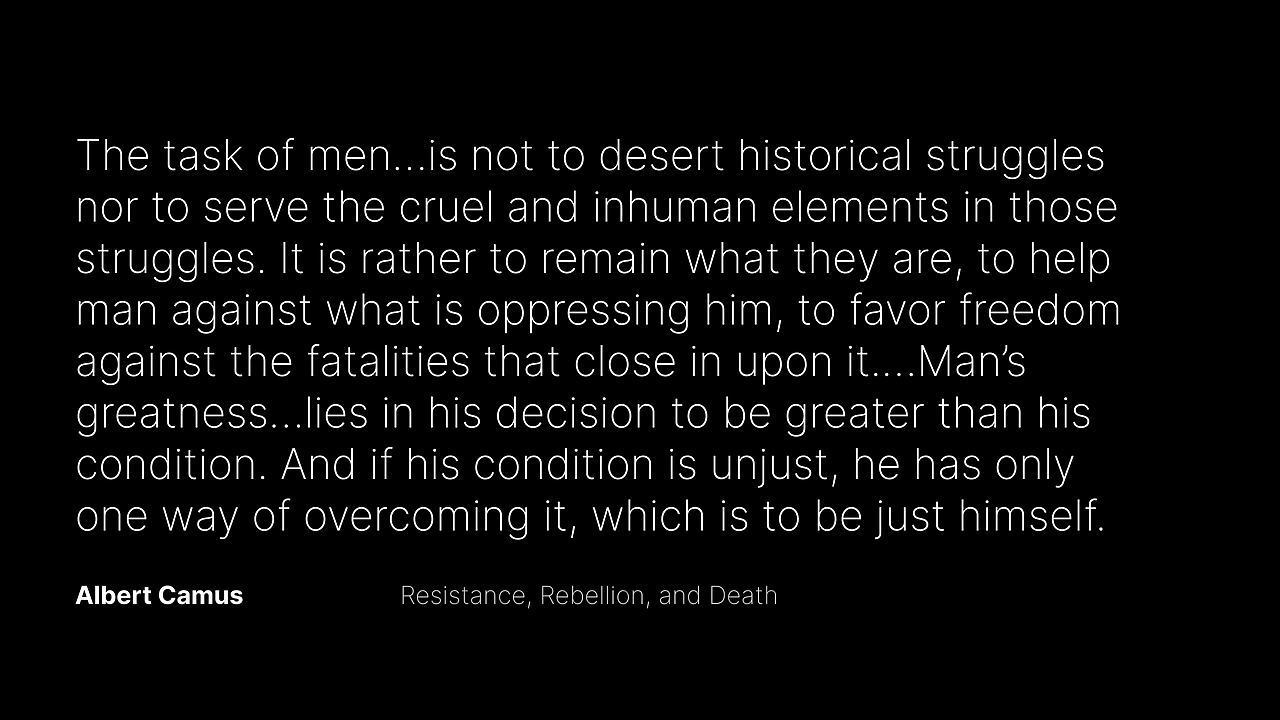 The task of men...is not to desert historical struggles
nor to serve the cruel and inhuman elements in those
struggles. It is rather to remain what they are, to help
man against what is oppressing him, to favor freedom
against the fatalities that close in upon it....Man’s
greatness...lies in his decision to be greater than his
condition. And if his condition is unjust, he has only
one way of overcoming it, which is to be just himself.
Albert Camus Resistance, Rebellion, and Death